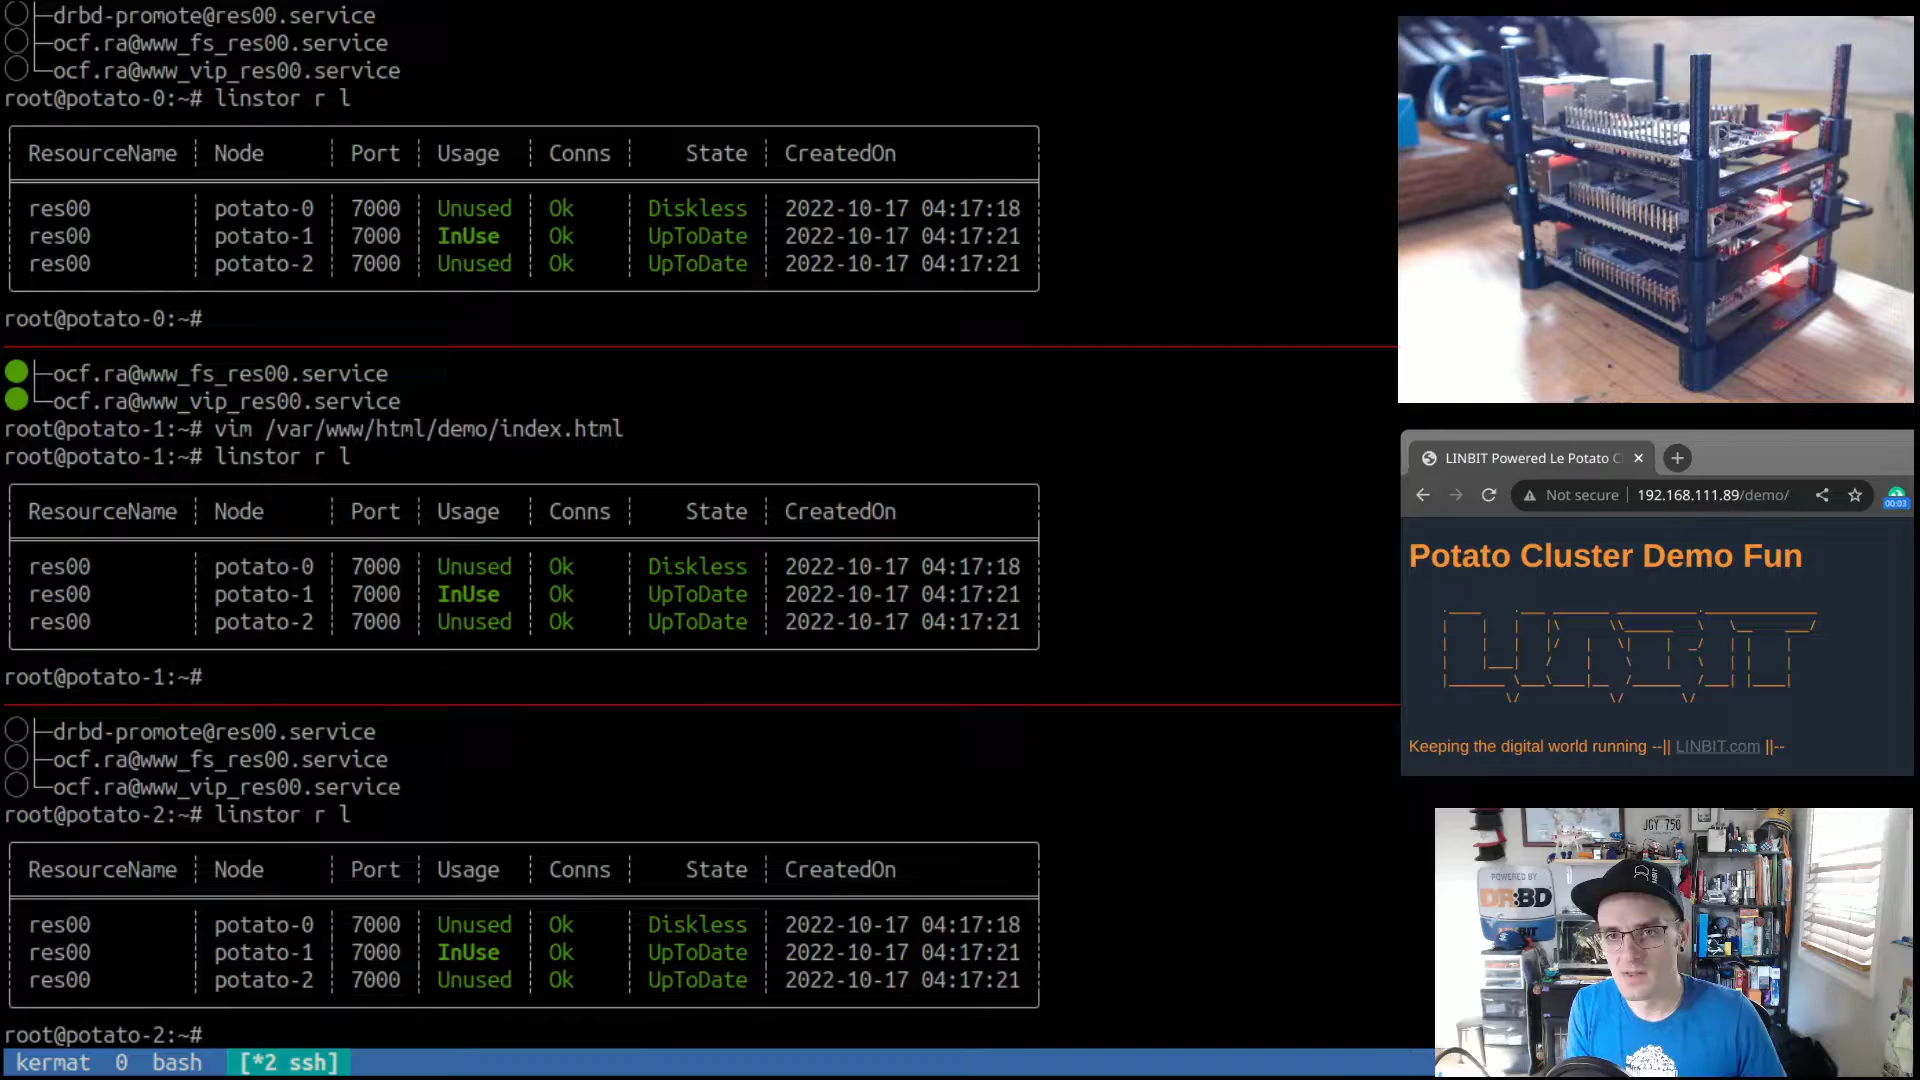 drbd-promote@res00.service
ocf.ra@www_fs_res00.service
ocf.ra@www_vip_res00.service
root@potato-0:~# linstor r l
ResourceName Node Port Usage Conns State CreatedOn
res00 potato-0 7000 Unused Ok Diskless 2022-10-17 04:17:18
res00 potato-1 7000 InUse Ok UpToDate 2022-10-17 04:17:21
res00 potato-2 7000 Unused Ok UpToDate 2022-10-17 04:17:21
root@potato-0:~#
ocf.ra@www_fs_res00.service
ocf.ra@www_vip_res00.service
root@potato-1:~# vim /var/www/html/demo/index.html
root@potato-1:~# linstor r l
ResourceName Node Port Usage Conns State CreatedOn
res00 potato-0 7000 Unused Ok Diskless 2022-10-17 04:17:18
res00 potato-1 7000 InUse Ok UpToDate 2022-10-17 04:17:21
res00 potato-2 7000 Unused Ok UpToDate 2022-10-17 04:17:21
root@potato-1:~#
drbd-promote@res00.service
ocf.ra@www_fs_res00.service
ocf.ra@www_vip_res00.service
root@potato-2:~# linstor r l
ResourceName Node Port Usage Conns State CreatedOn
res00 potato-0 7000 Unused Ok Diskless 2022-10-17 04:17:18
res00 potato-1 7000 InUse Ok UpToDate 2022-10-17 04:17:21
res00 potato-2 7000 Unused Ok UpToDate 2022-10-17 04:17:21
root@potato-2:~#
kermat 0 bash [*2 ssh]
LINBIT Powered Le Potato C
Not secure 192.168.111.89/demo/
00:03
Potato Cluster Demo Fun
LINBIT
Keeping the digital world running --|| LINBIT.com ||--
JGY 750
POWERED BY
DR:BD